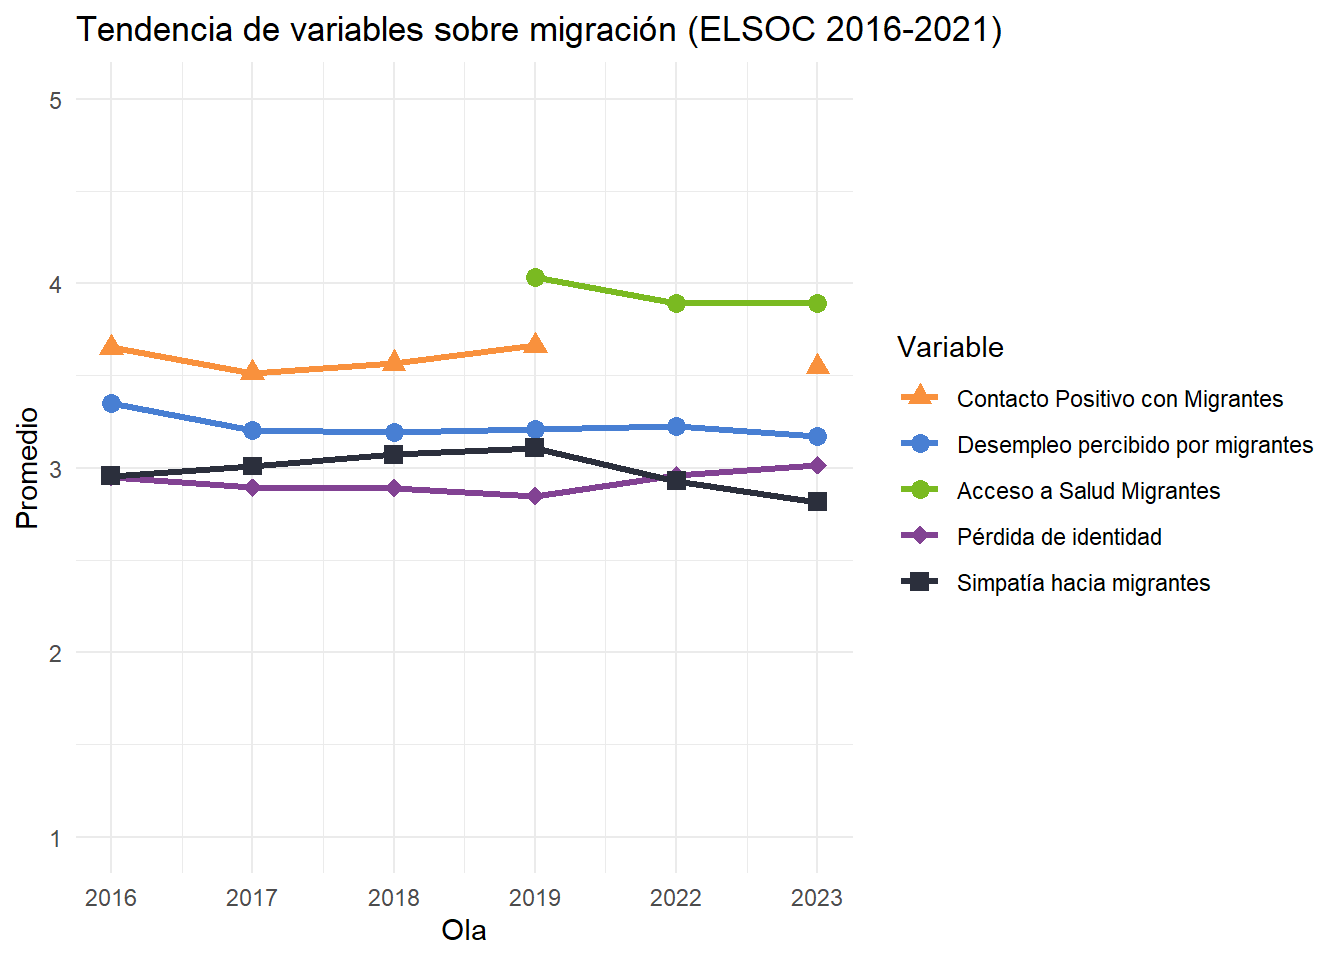 Tendencia de variables sobre migración (ELSOC 2016-2021)
Promedio
5
4
3
2
1
2016
2017
2018
2019
2022
2023
Ola
Variable
Contacto Positivo con Migrantes
Desempleo percibido por migrantes
Acceso a Salud Migrantes
Pérdida de identidad
Simpatía hacia migrantes